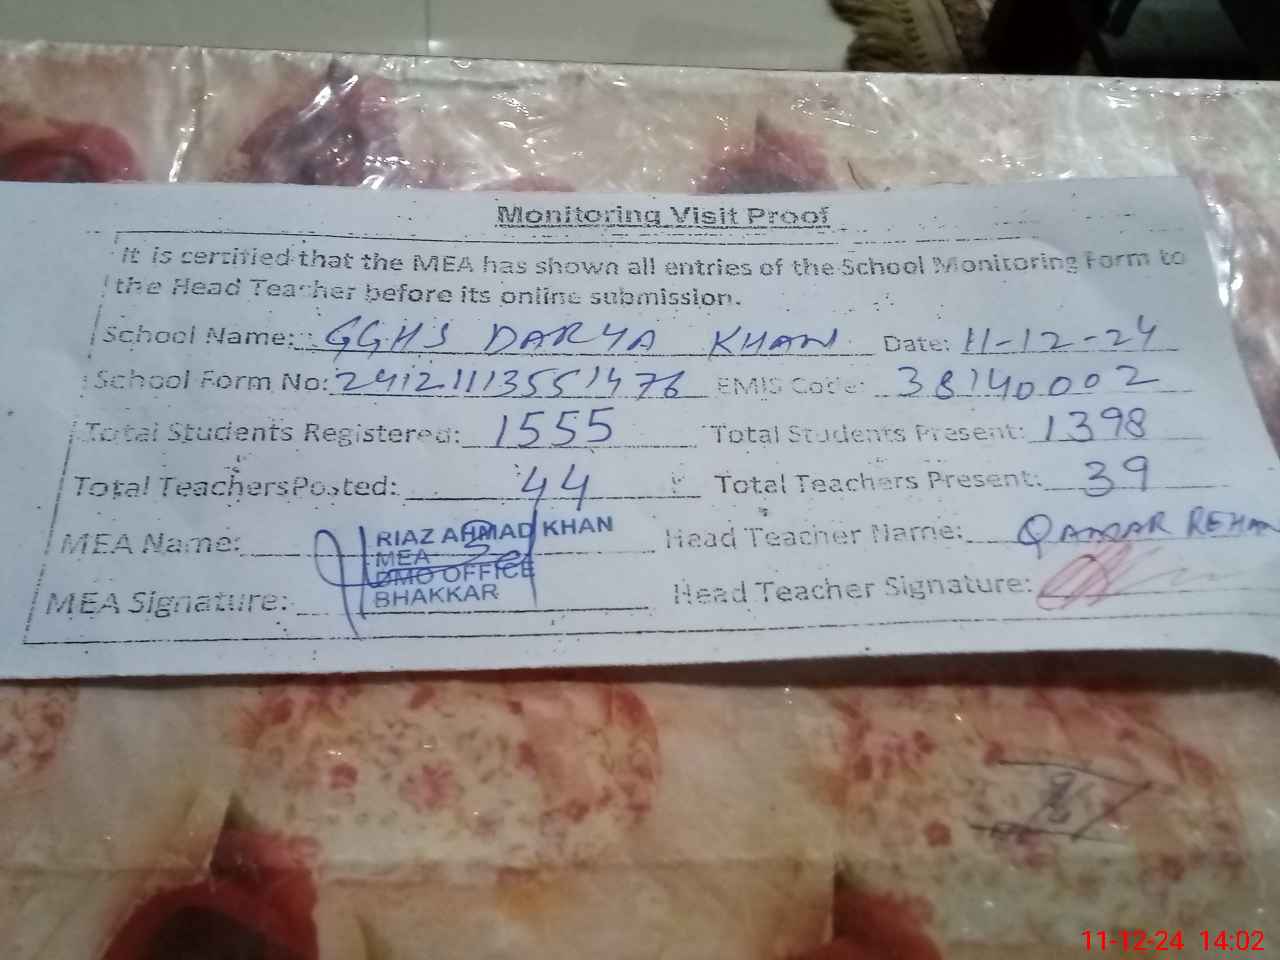 Monitoring Visit Proof
It is certified that the MEA has shown all entries of the School Monitoring Form to
the Head Teacher before its online submission.
School Name: GGHS DARYA KHAN Date: 11-12-24
School Form No: 24121113551476 EMIS Code: 38140002
Total Students Registered: 1555 Total Students Present: 1398
Total Teachers Posted: 44 Total Teachers Present: 39
MEA Name: RIAZ AHMAD KHAN Head Teacher Name: QAMAR REHA
MEA
DMO OFFICE
MEA Signature: BHAKKAR Head Teacher Signature:
11-12-24 14:02